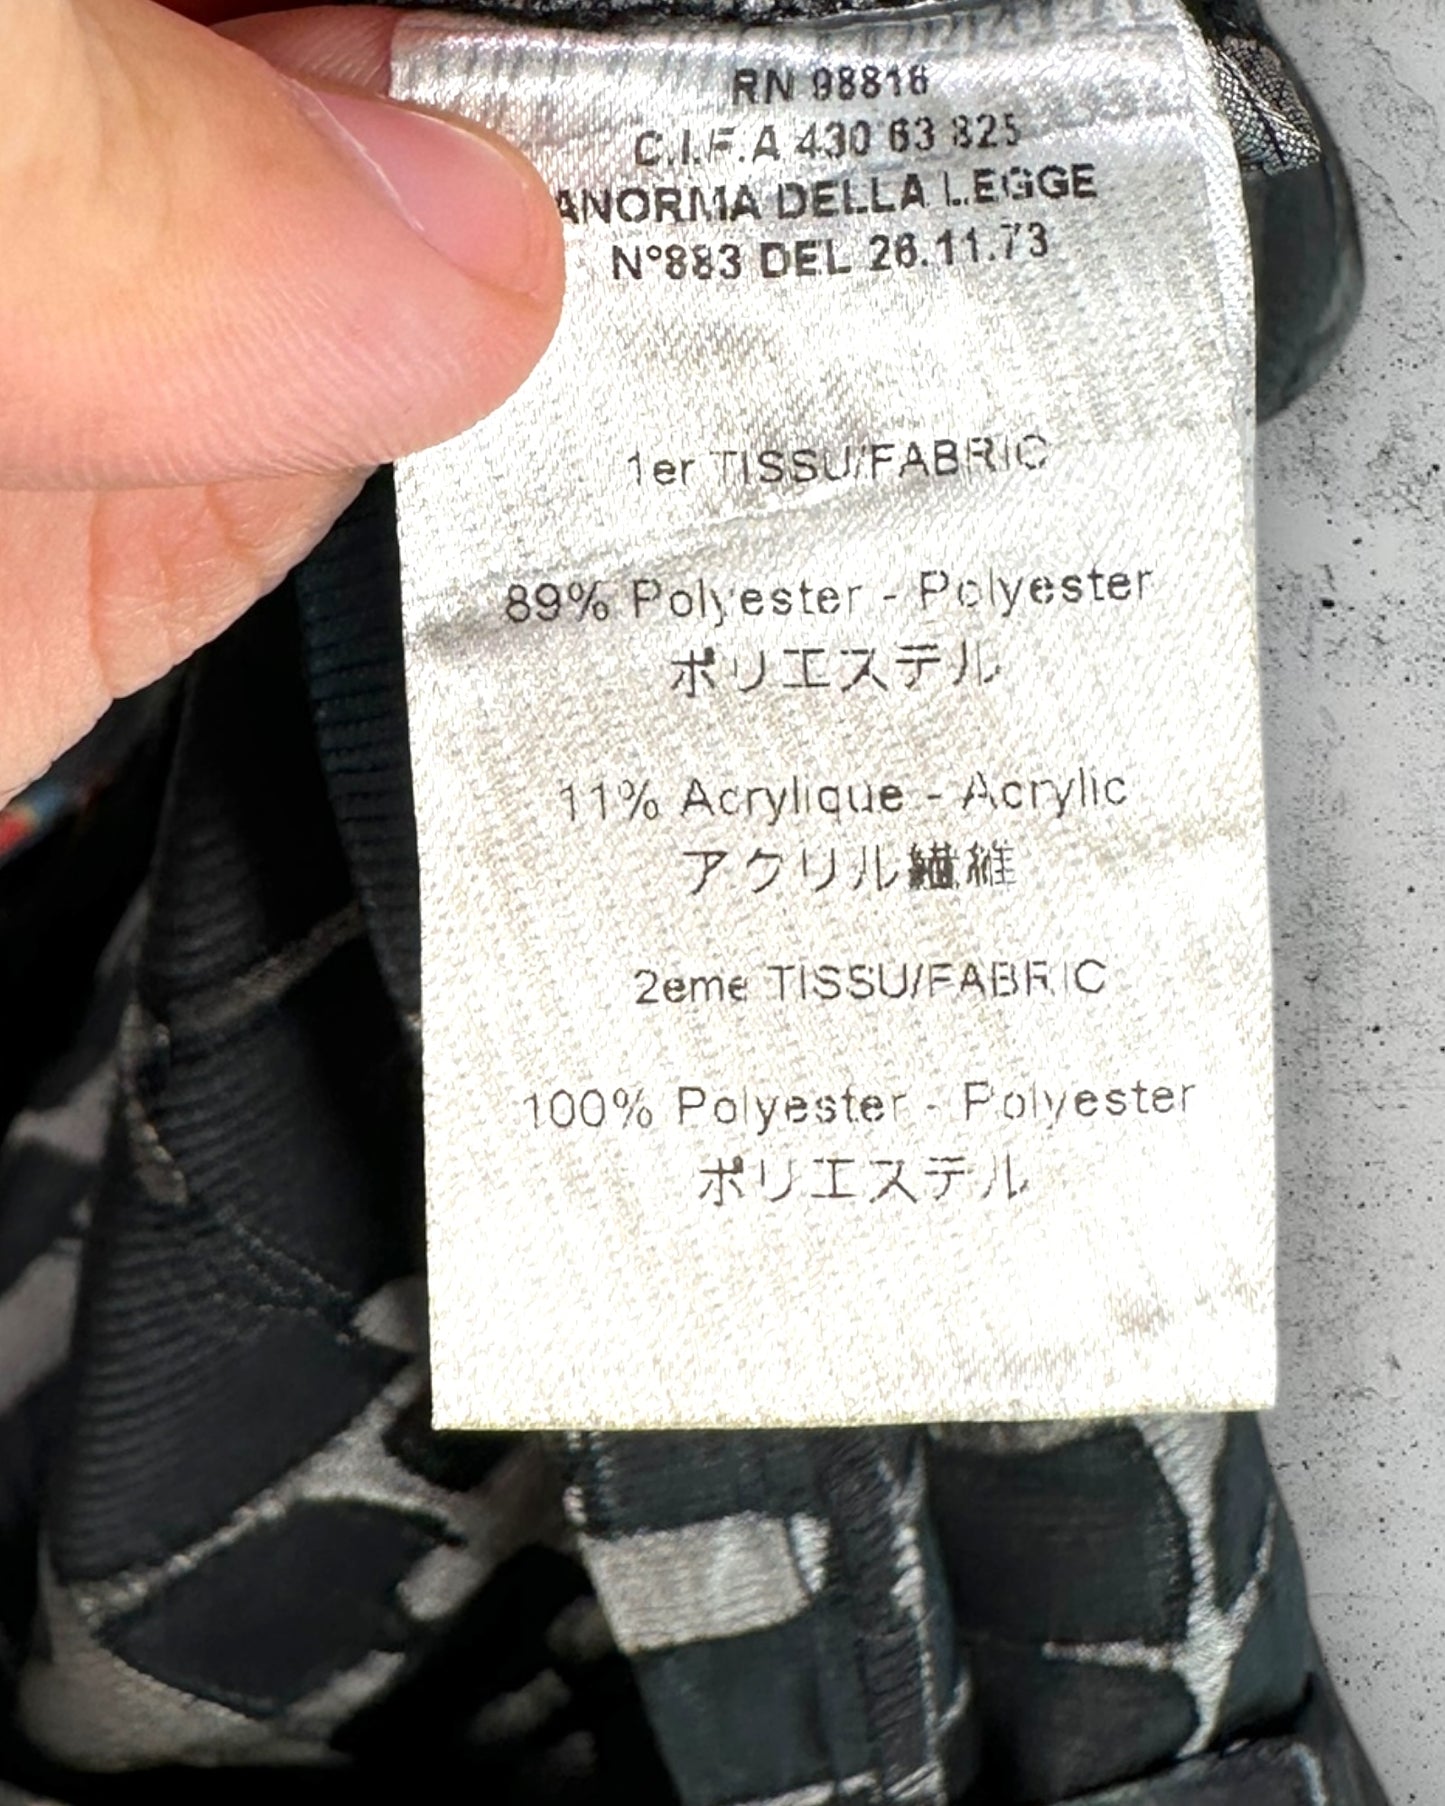 RN 98816
C.I.F.A 430 63 825
ANORMA DELLA LEGGE
N°883 DEL 26.11.73
1er TISSU/FABRIC
89% Polyester - Polyester
ポリエステル
11% Acrylique - Acrylic
アクリル繊維
2eme TISSU/FABRIC
100% Polyester - Polyester
ポリエステル